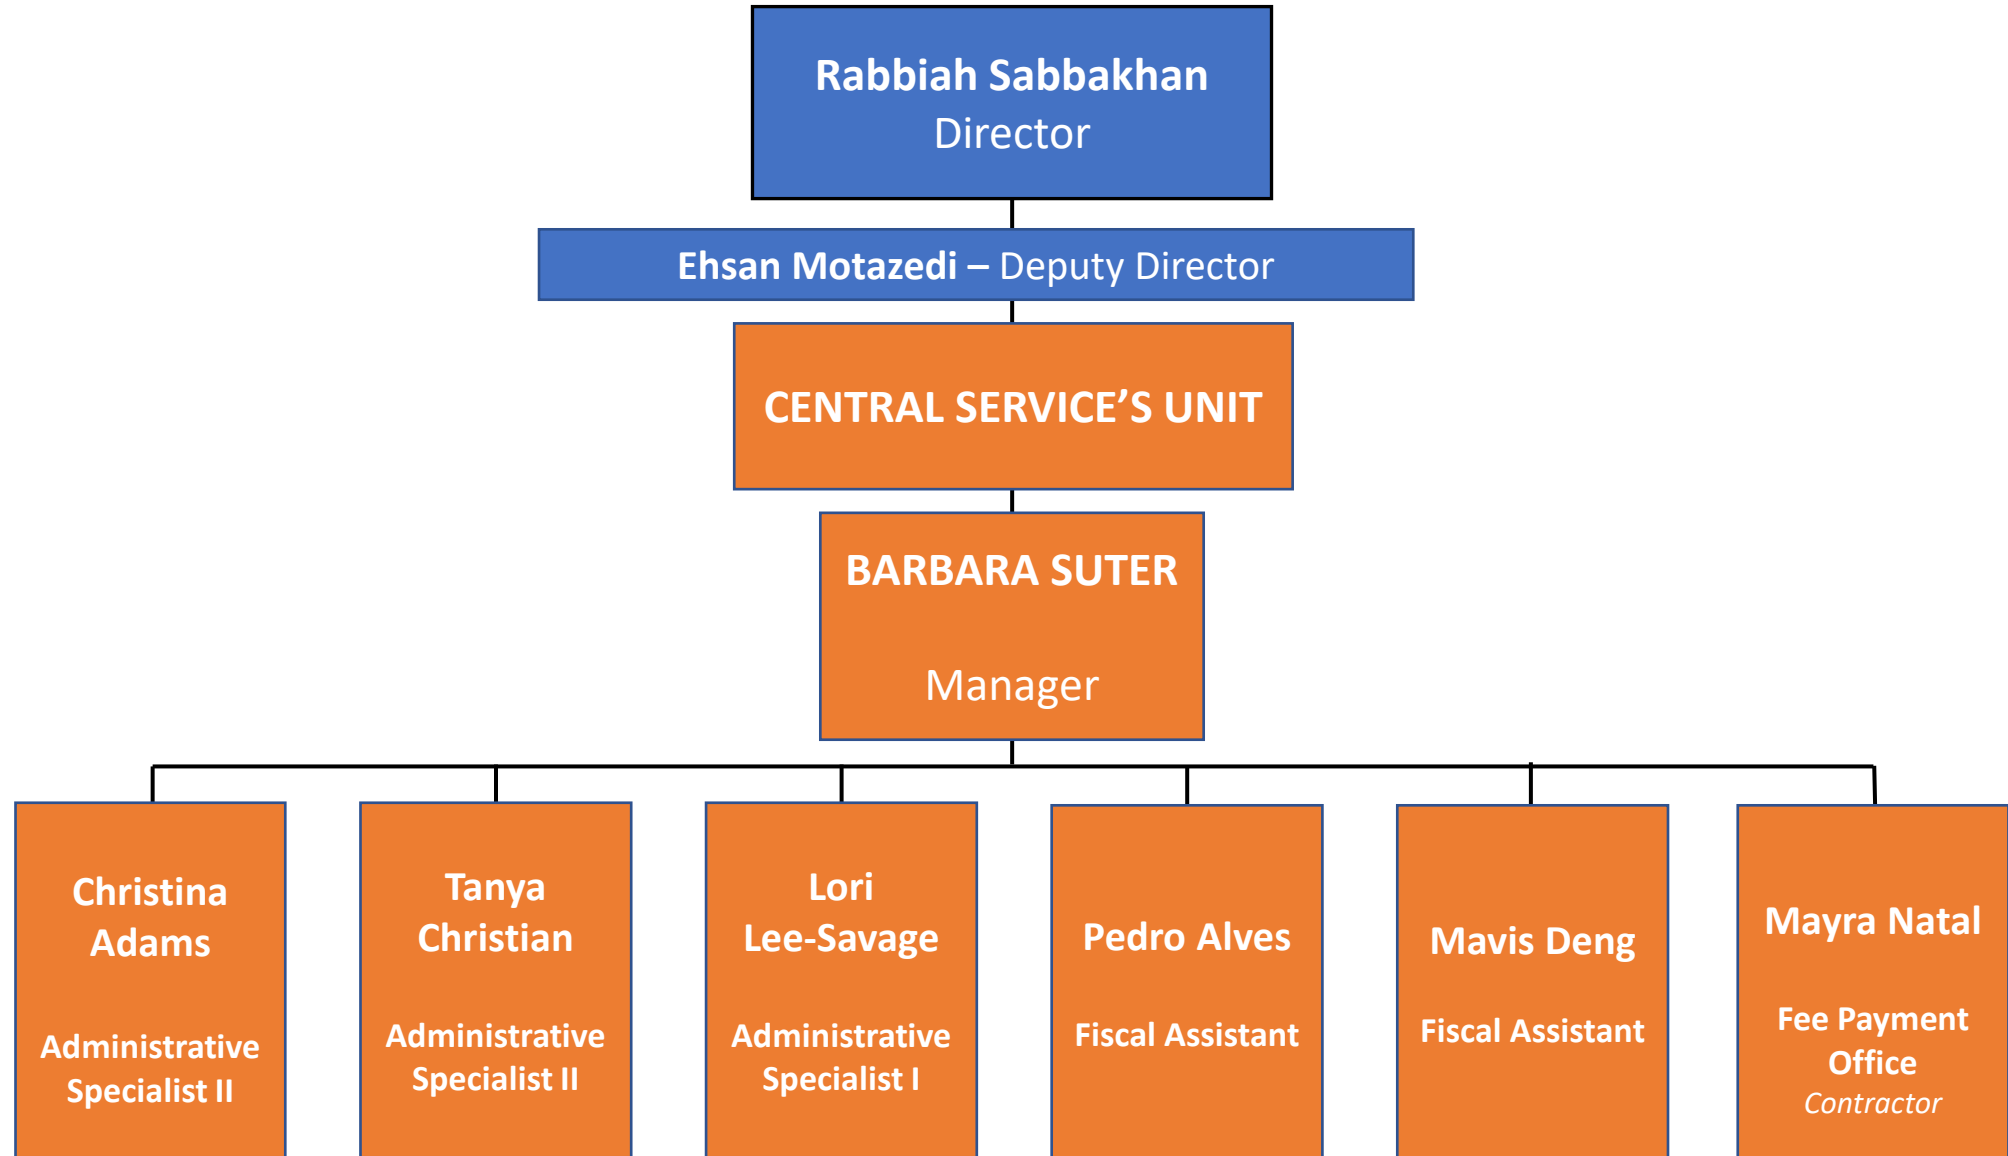 Rabbiah Sabbakhan
Director
Ehsan Motazedi – Deputy Director
CENTRAL SERVICE’S UNIT
BARBARA SUTER
Manager
Christina
Adams
Administrative
Specialist II
Tanya
Christian
Administrative
Specialist II
Lori
Lee-Savage
Administrative
Specialist I
Pedro Alves
Fiscal Assistant
Mavis Deng
Fiscal Assistant
Mayra Natal
Fee Payment
Office
Contractor